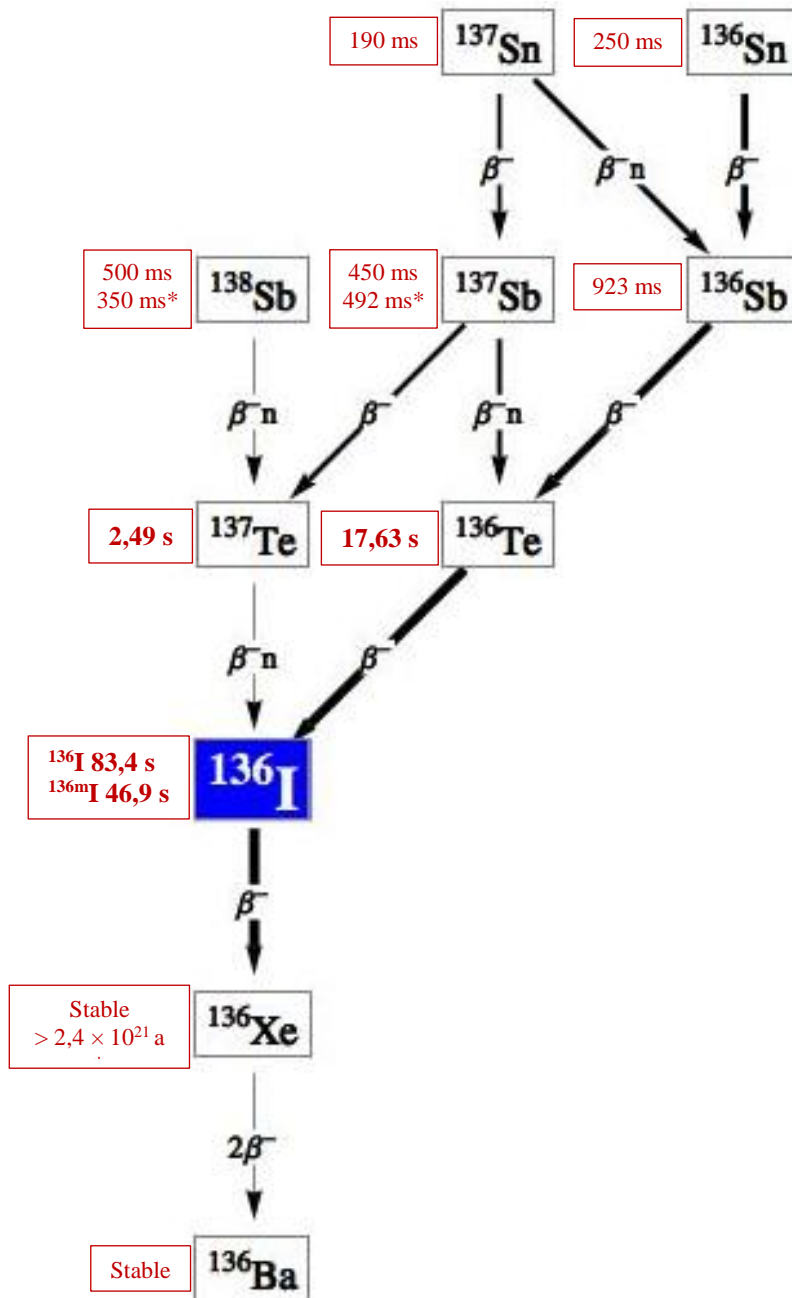 190 ms
¹³⁷Sn
250 ms
¹³⁶Sn
β⁻
β⁻n
β⁻
500 ms
350 ms*
¹³⁸Sb
450 ms
492 ms*
¹³⁷Sb
923 ms
¹³⁶Sb
β⁻n
β⁻
β⁻n
β⁻
2,49 s
¹³⁷Te
17,63 s
¹³⁶Te
β⁻n
β⁻
¹³⁶I 83,4 s
¹³⁶ᵐI 46,9 s
¹³⁶I
β⁻
Stable
> 2,4 × 10²¹ a
.
¹³⁶Xe
2β⁻
Stable
¹³⁶Ba